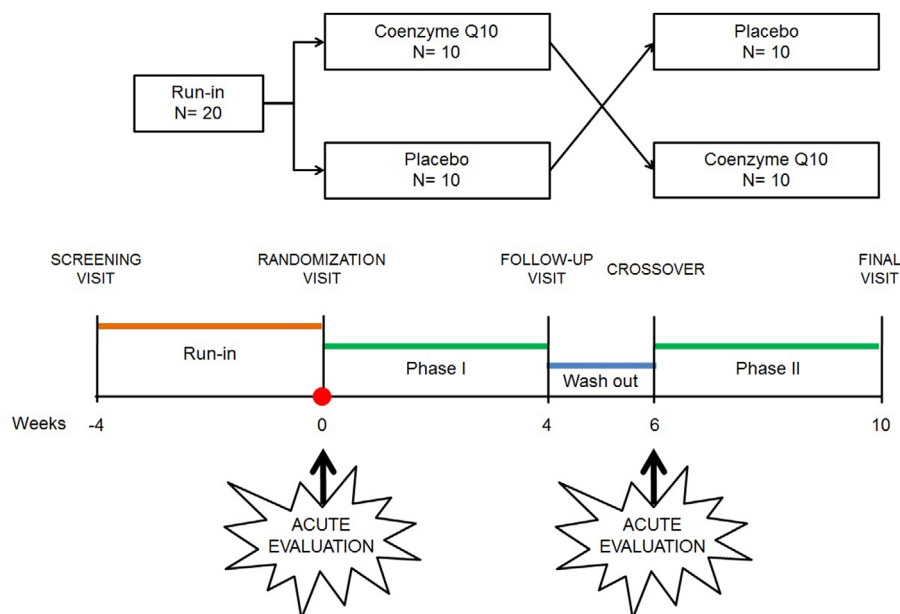 Coenzyme Q10
N= 10
Placebo
N= 10
Run-in
N= 20
Placebo
N= 10
Coenzyme Q10
N= 10
SCREENING
VISIT
RANDOMIZATION
VISIT
FOLLOW-UP
VISIT
CROSSOVER
FINAL
VISIT
Run-in
Phase I
Wash out
Phase II
Weeks -4 0 4 6 10
ACUTE
EVALUATION
ACUTE
EVALUATION